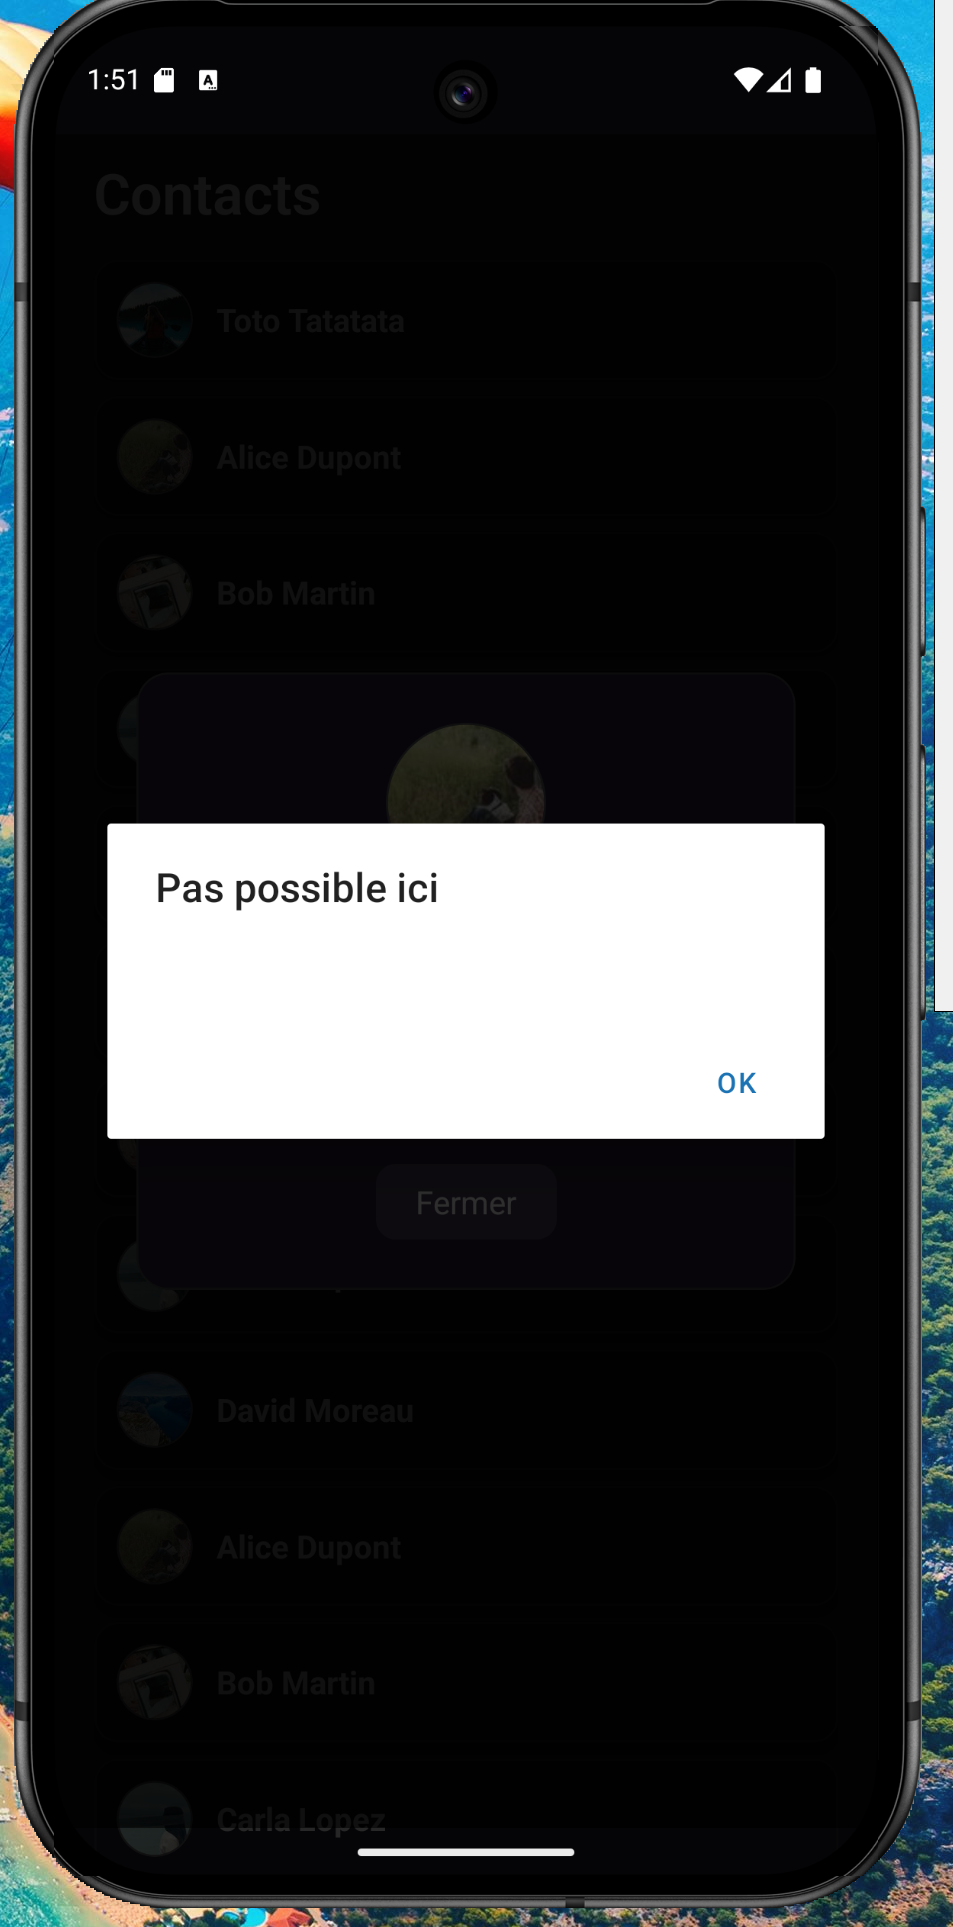 1:51
Contacts
Toto Tatatata
Alice Dupont
Bob Martin
Pas possible ici
OK
Fermer
David Moreau
Alice Dupont
Bob Martin
Carla Lopez